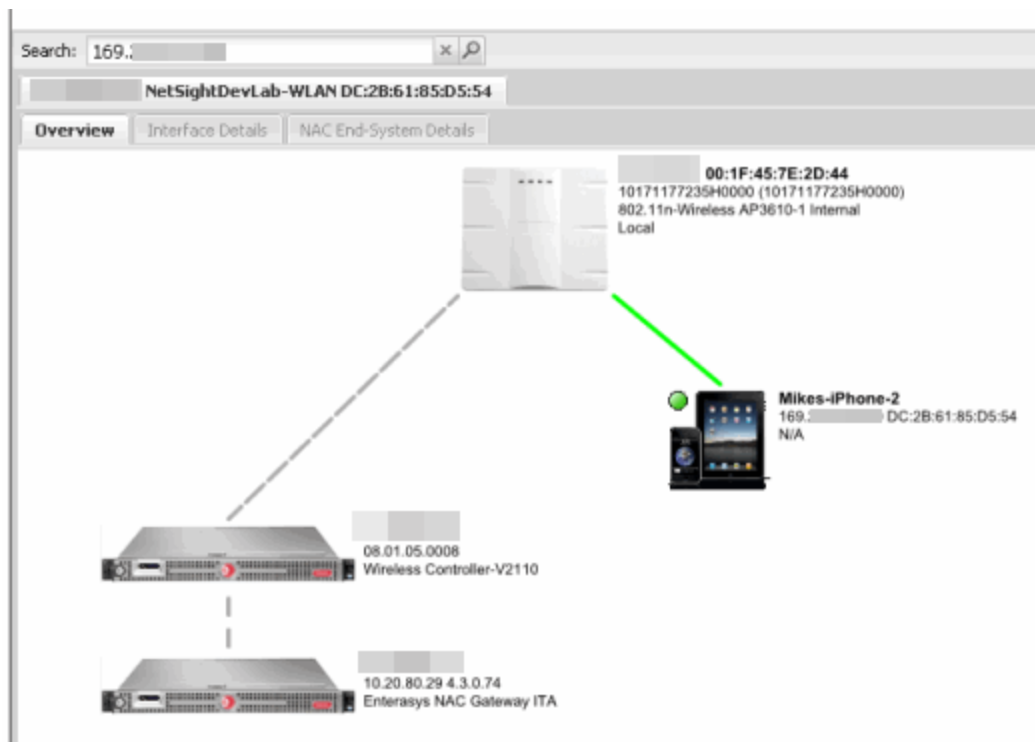 Search: 169.
NetSightDevLab-WLAN DC:2B:61:85:D5:54
Overview Interface Details NAC End-System Details
00:1F:45:7E:2D:44
10171177235H0000 (10171177235H0000)
802.11n-Wireless AP3610-1 Internal
Local
Mikes-iPhone-2
169. DC:2B:61:85:D5:54
N/A
08.01.05.0008
Wireless Controller-V2110
10.20.80.29 4.3.0.74
Enterasys NAC Gateway ITA